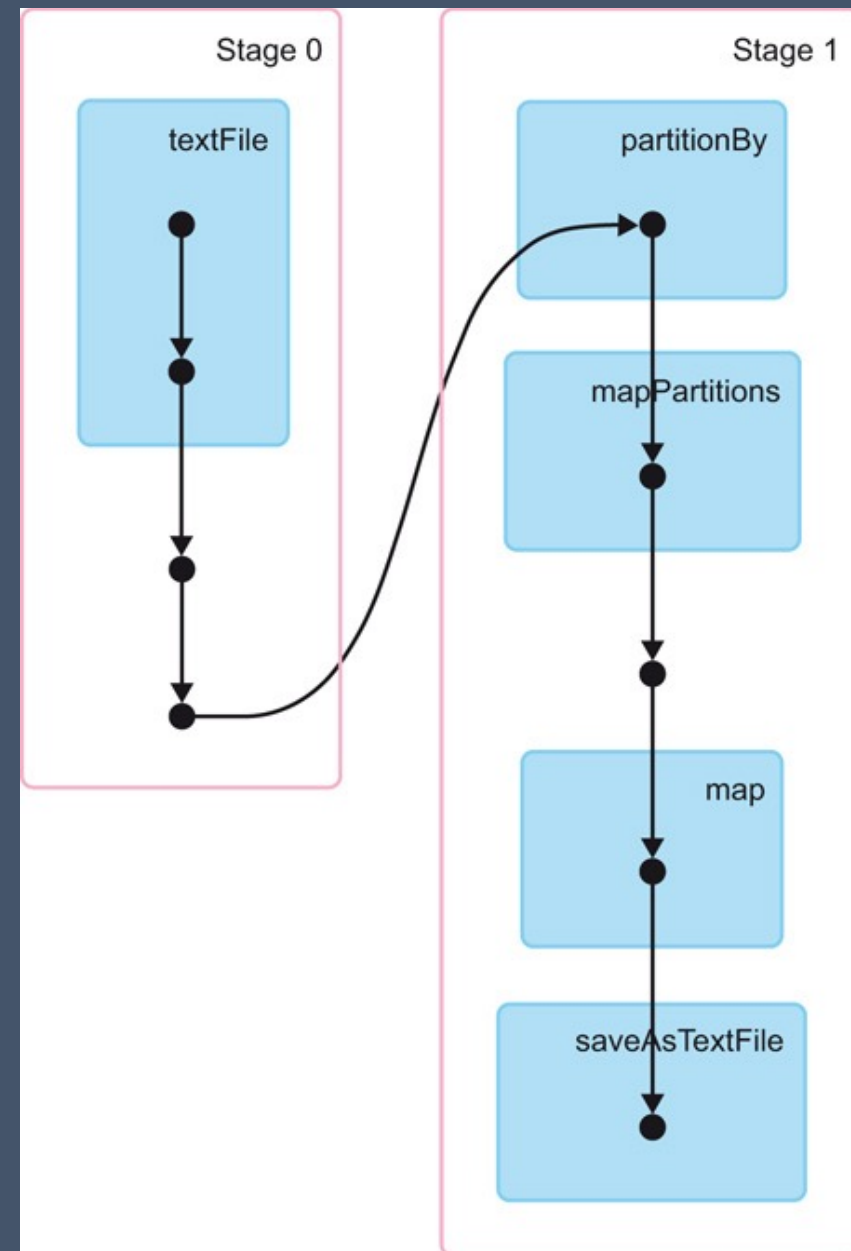 Stage 0
textFile
Stage 1
partitionBy
mapPartitions
map
saveAsTextFile